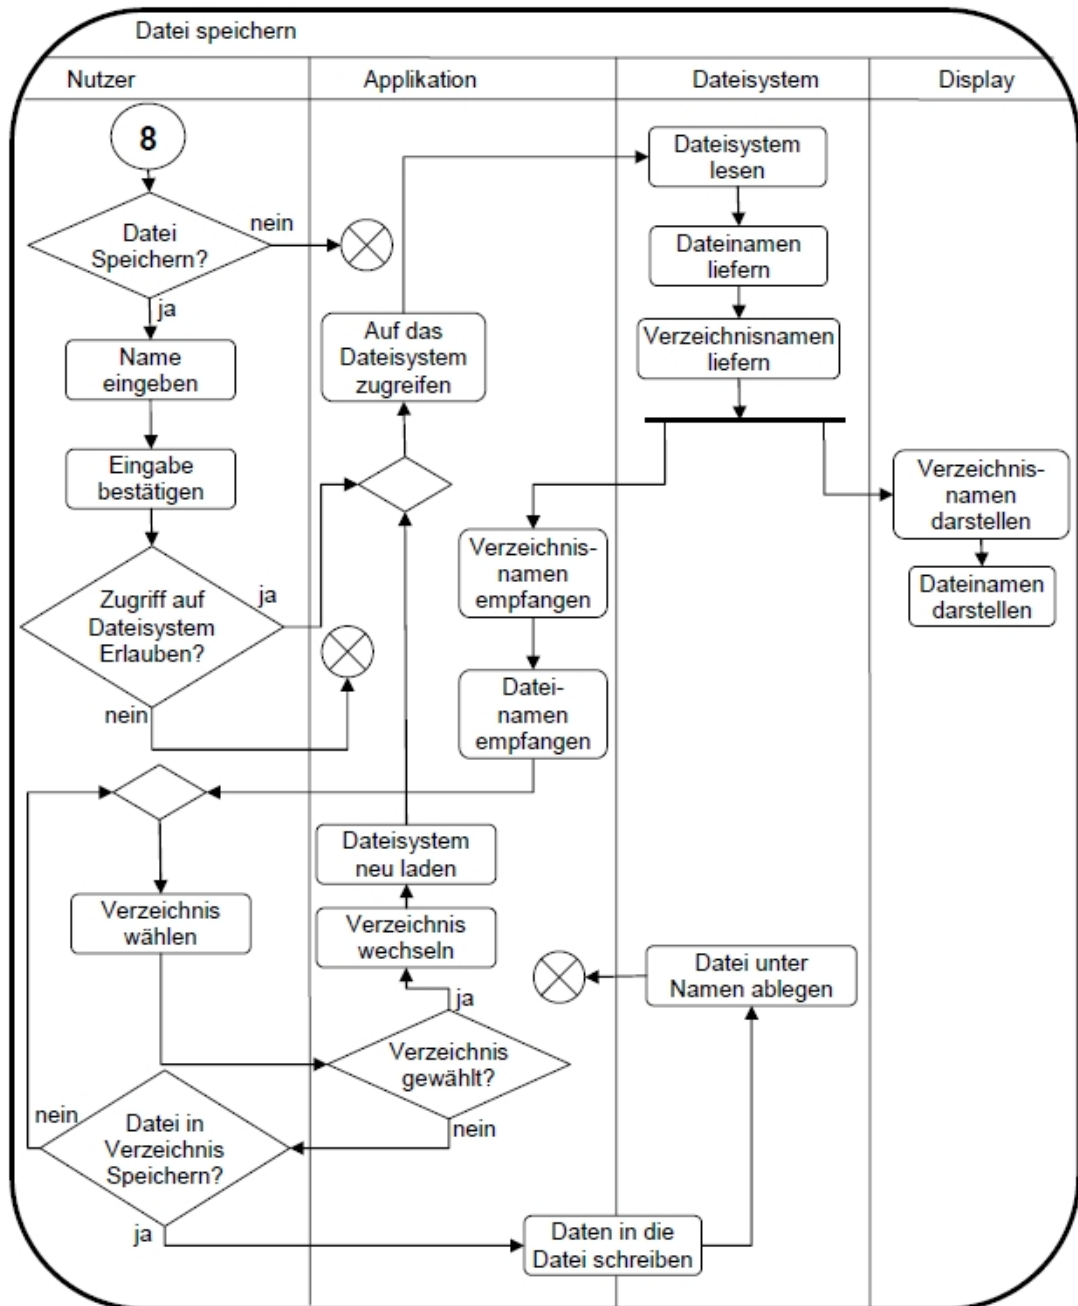 Datei speichern
Nutzer
Applikation
Dateisystem
Display
8
Datei
Speichern?
nein
ja
Name
eingeben
Eingabe
bestätigen
Zugriff auf
Dateisystem
Erlauben?
ja
nein
Auf das
Dateisystem
zugreifen
Dateisystem
lesen
Dateinamen
liefern
Verzeichnisnamen
liefern
Verzeichnis-
namen
darstellen
Dateinamen
darstellen
Verzeichnis-
namen
empfangen
Datei-
namen
empfangen
Verzeichnis
wählen
Dateisystem
neu laden
Verzeichnis
wechseln
ja
Verzeichnis
gewählt?
nein
nein
Datei in
Verzeichnis
Speichern?
ja
Daten in die
Datei schreiben
Datei unter
Namen ablegen